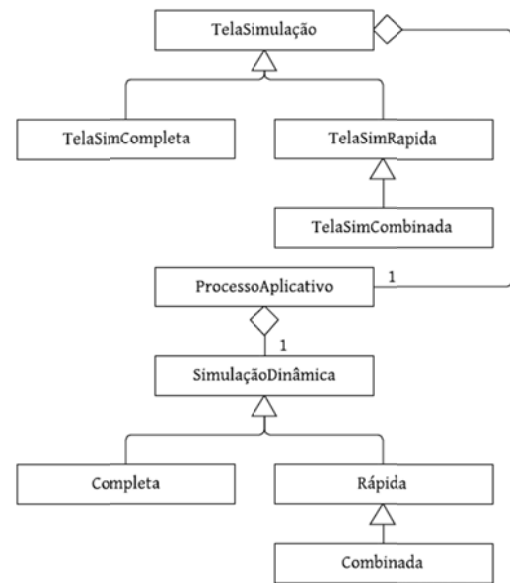 TelaSimulação
TelaSimCompleta
TelaSimRapida
TelaSimCombinada
ProcessoAplicativo
1
1
SimulaçãoDinâmica
Completa
Rápida
Combinada